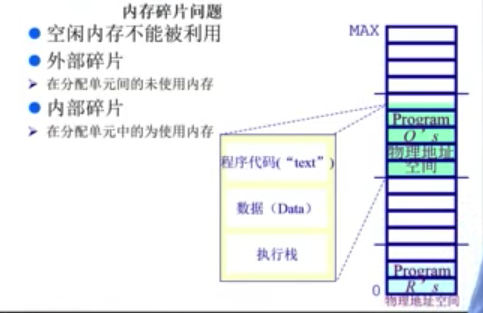 内存碎片问题
空闲内存不能被利用
外部碎片
在分配单元间的未使用内存
内部碎片
在分配单元中的为使用内存
MAX
Program
Q’s
物理地址
空间
程序代码(“text”)
数据（Data）
执行栈
Program
R’s
0
物理地址空间